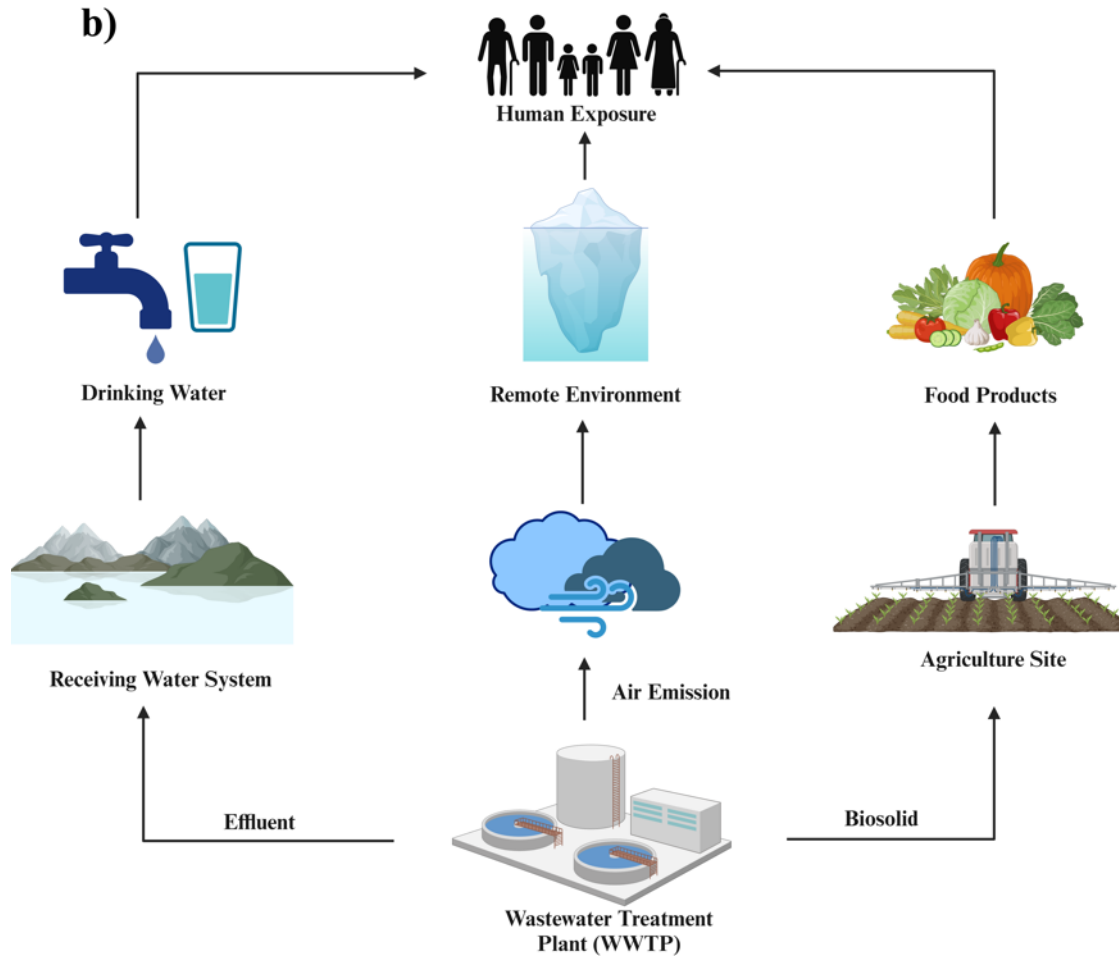 b)
Human Exposure
Drinking Water
Remote Environment
Food Products
Receiving Water System
Air Emission
Agriculture Site
Effluent
Biosolid
Wastewater Treatment
Plant (WWTP)